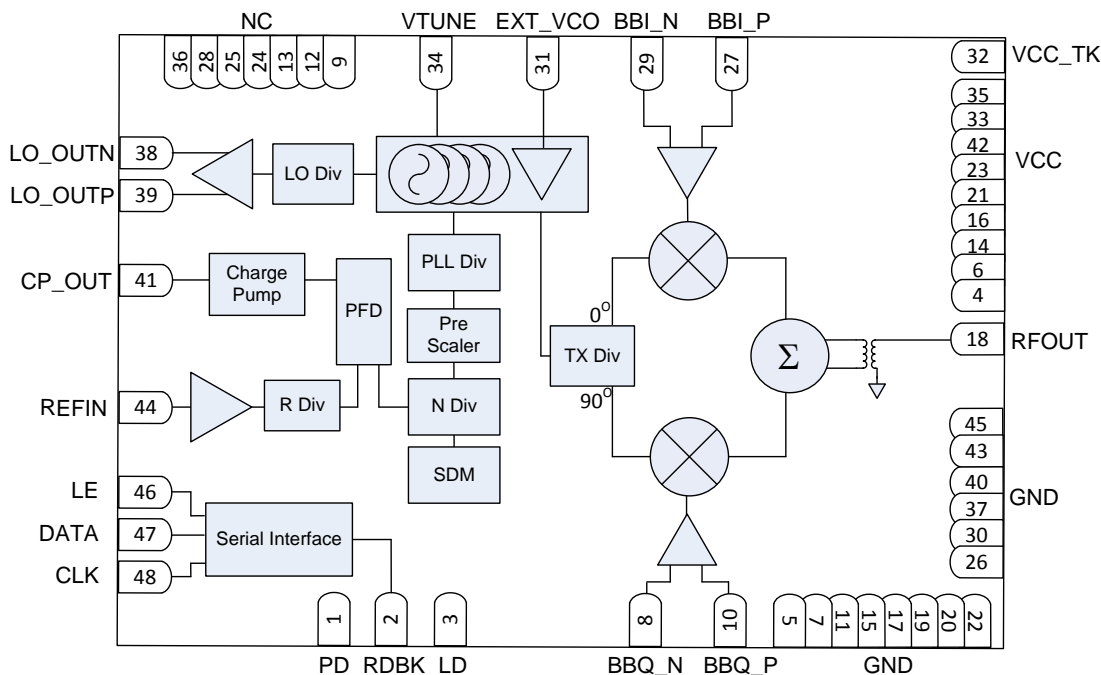 NC
VTUNE
EXT_VCO
BBI_N
BBI_P
36
28
25
24
13
12
9
34
31
29
27
32
VCC_TK
35
33
42
VCC
23
21
16
14
6
4
LO_OUTN
38
LO_OUTP
39
LO Div
CP_OUT
41
Charge
Pump
PFD
PLL Div
Pre
Scaler
0O
TX Div
90O
Σ
18
RFOUT
REFIN
44
R Div
N Div
SDM
45
43
40
GND
37
30
26
LE
46
DATA
47
Serial Interface
CLK
48
1
2
3
8
10
5
7
11
15
17
19
20
22
PD
RDBK
LD
BBQ_N
BBQ_P
GND